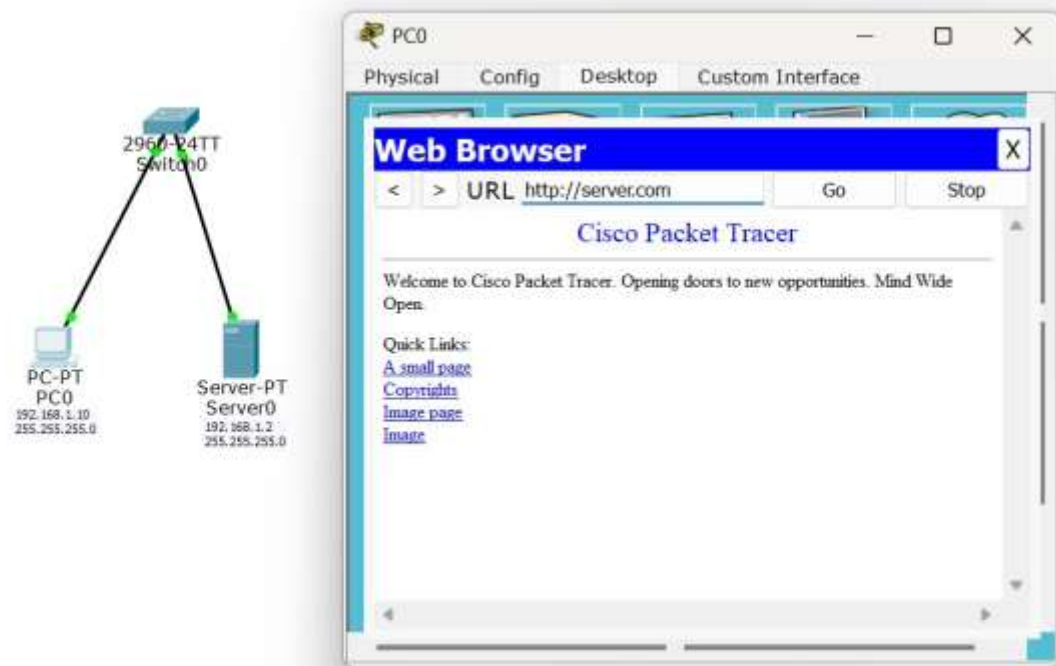 PC0
Physical Config Desktop Custom Interface
Web Browser X
< > URL http://server.com Go Stop
Cisco Packet Tracer
Welcome to Cisco Packet Tracer. Opening doors to new opportunities. Mind Wide
Open.
Quick Links:
A small page
Copyrights
Image page
Image
2960-24TT
Switch0
PC-PT
PC0
192.168.1.10
255.255.255.0
Server-PT
Server0
192.168.1.2
255.255.255.0